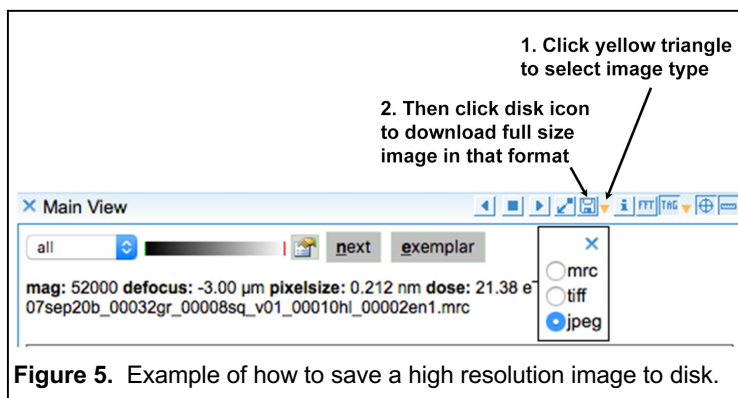 1. Click yellow triangle
to select image type
2. Then click disk icon
to download full size
image in that format
Main View
i FFT TAG
all next exemplar
mag: 52000 defocus: -3.00 µm pixelsize: 0.212 nm dose: 21.38 e⁻
07sep20b_00032gr_00008sq_v01_00010hl_00002en1.mrc
mrc
tiff
jpeg
Figure 5. Example of how to save a high resolution image to disk.